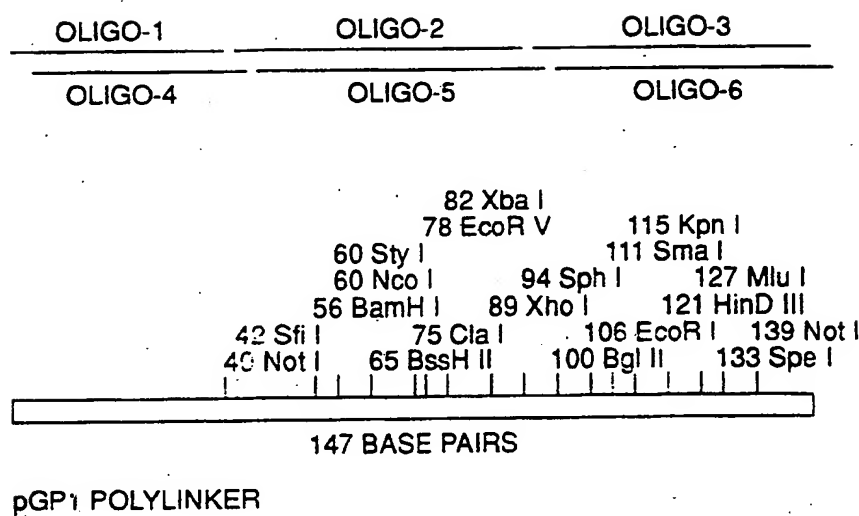 OLIGO-1 OLIGO-2 OLIGO-3
OLIGO-4 OLIGO-5 OLIGO-6
82 Xba I
78 EcoR V 115 Kpn I
60 Sty I 111 Sma I
60 Nco I 94 Sph I 127 Mlu I
56 BamH I 89 Xho I 121 HinD III
42 Sfi I 75 Cla I 106 EcoR I 139 Not I
40 Not I 65 BssH II 100 Bgl II 133 Spe I
147 BASE PAIRS
pGP1 POLYLINKER